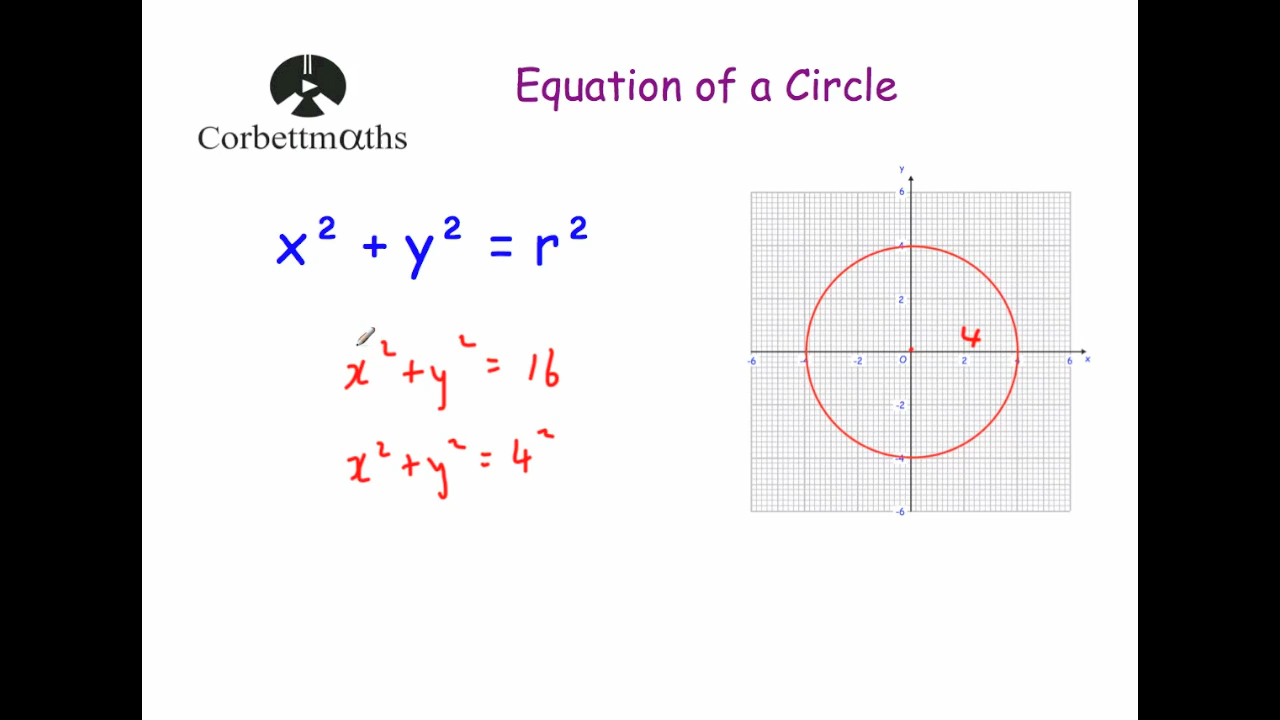 Equation of a Circle
Corbettmαths
x² + y² = r²
x² + y² = 16
x² + y² = 4²
y
6
4
2
4
-6
-4
-2
O
2
4
6
x
-2
-4
-6